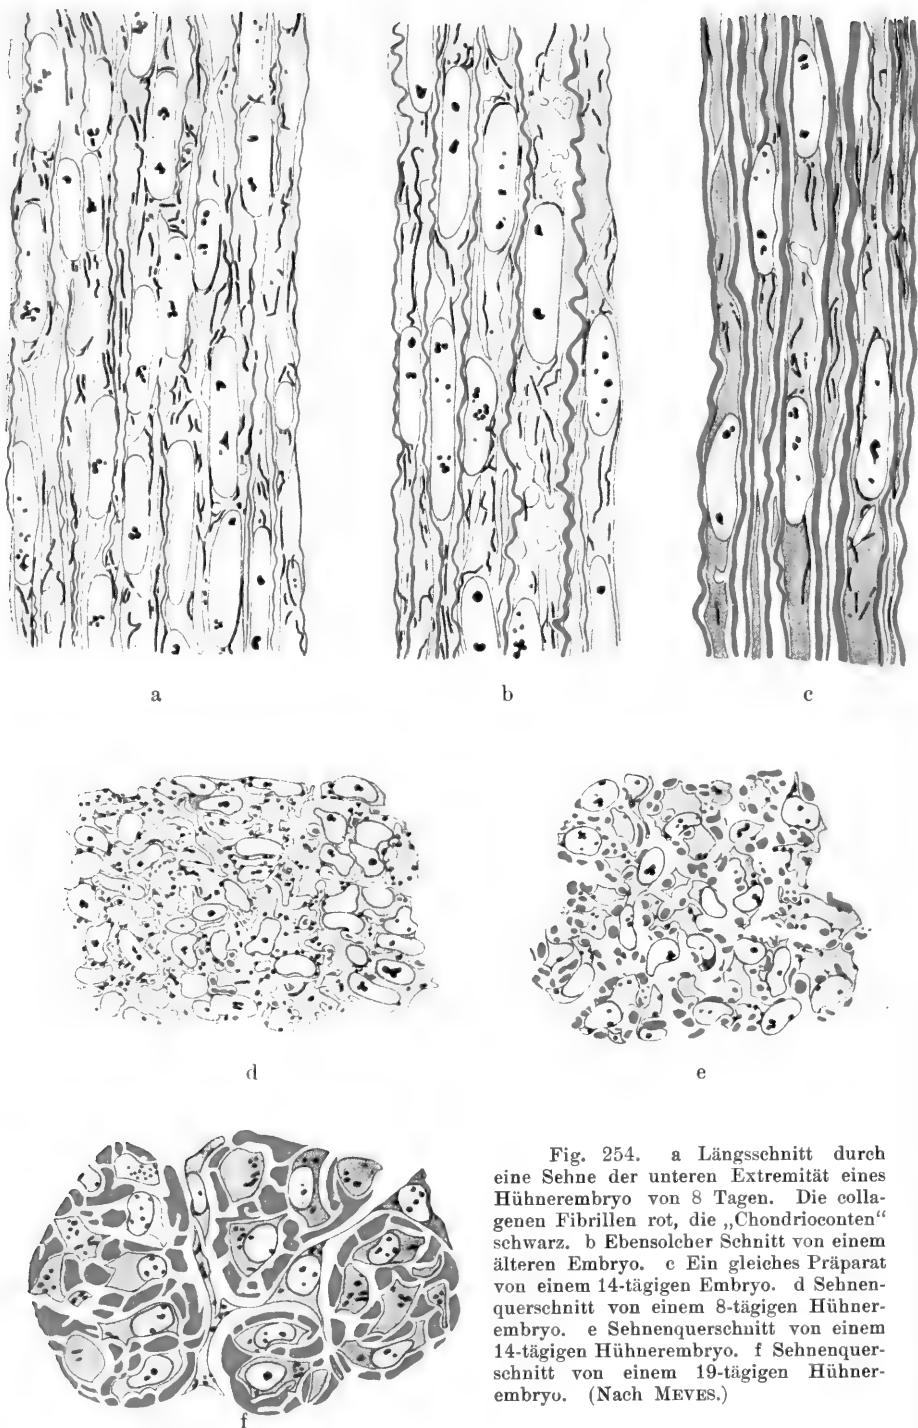 a
b
c
d
e
f
Fig. 254. a Längsschnitt durch
eine Sehne der unteren Extremität eines
Hühnerembryo von 8 Tagen. Die colla-
genen Fibrillen rot, die „Chondrioconten“
schwarz. b Ebensolcher Schnitt von einem
älteren Embryo. c Ein gleiches Präparat
von einem 14-tägigen Embryo. d Sehnen-
querschnitt von einem 8-tägigen Hühner-
embryo. e Sehnenquerschnitt von einem
14-tägigen Hühnerembryo. f Sehnenquer-
schnitt von einem 19-tägigen Hühner-
embryo. (Nach MEVES.)